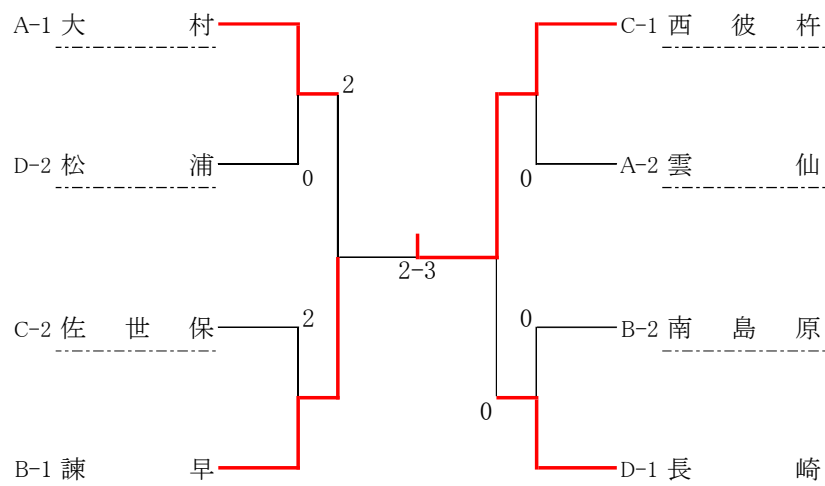 A-1 大村
2
D-2 松浦
0
C-2 佐世保
2
B-1 諫早
2-3
C-1 西彼杵
A-2 雲仙
0
B-2 南島原
0
D-1 長崎
0